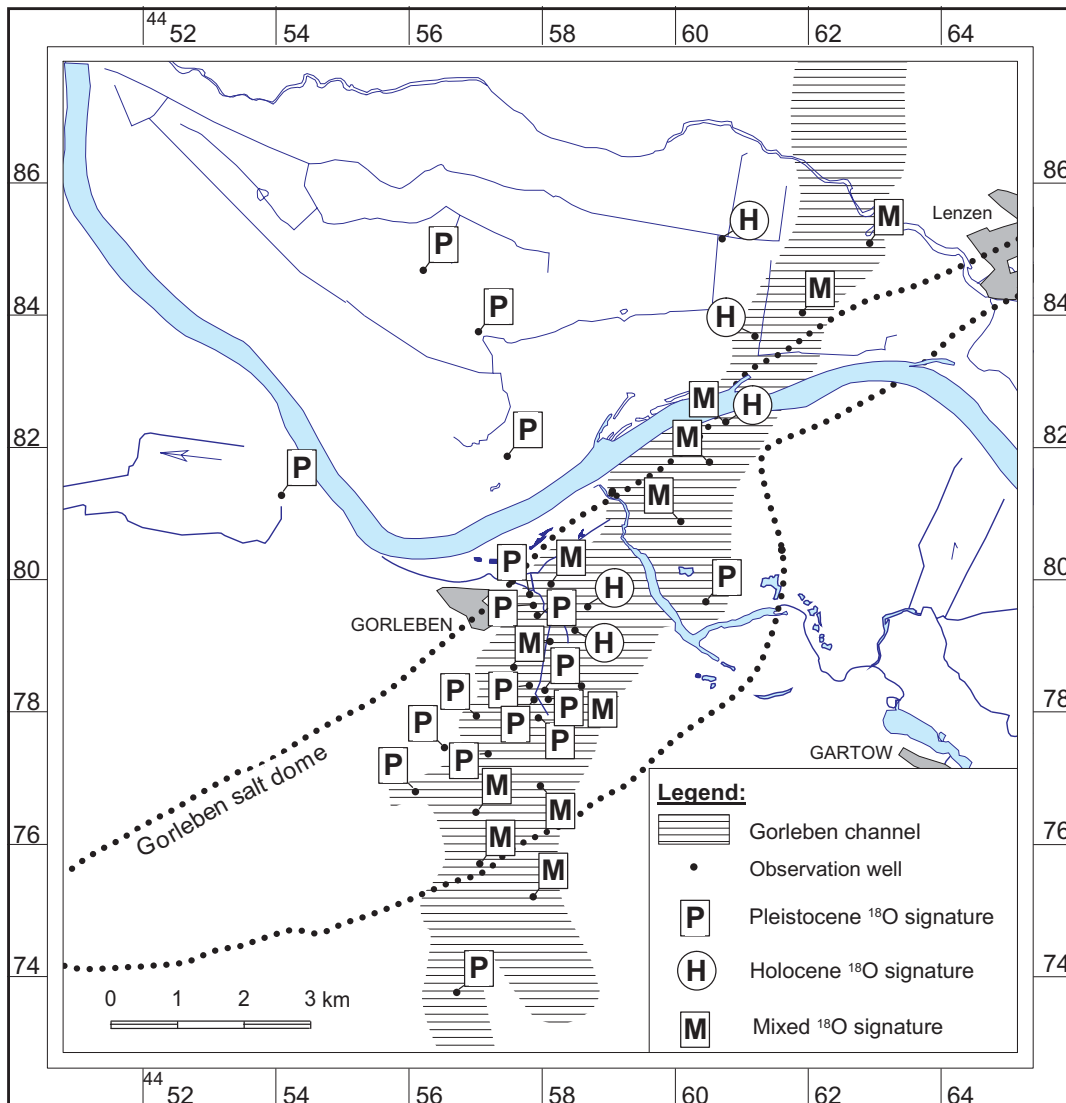 44
52 54 56 58 60 62 64
86 86
M
Lenzen
H
P
M
P
H
84 84
M
H
P
M
82 82
P
M
M
P
P
80 80
H
P
P
GORLEBEN
M
H
P
P
P
P
M
78 78
P
P
P
GARTOW
P
P
M
Gorleben salt dome
M
M
76 76
M
P
74 74
0 1 2 3 km
Legend:
Gorleben channel
Observation well
P Pleistocene ¹⁸O signature
H Holocene ¹⁸O signature
M Mixed ¹⁸O signature
44
52 54 56 58 60 62 64